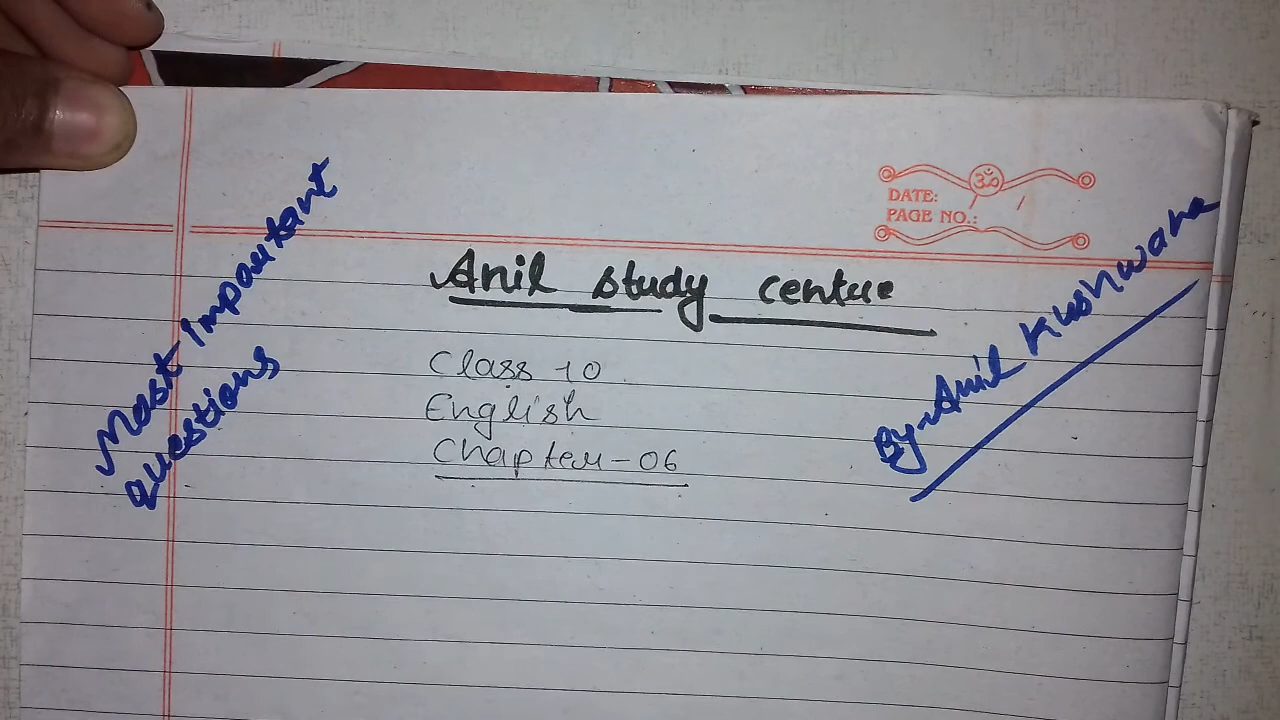 ॐ
DATE: / /
PAGE NO.:
Anil study centre
Class-10
English
Chapter-06
Most Important
questions
By-Anil Kushwaha